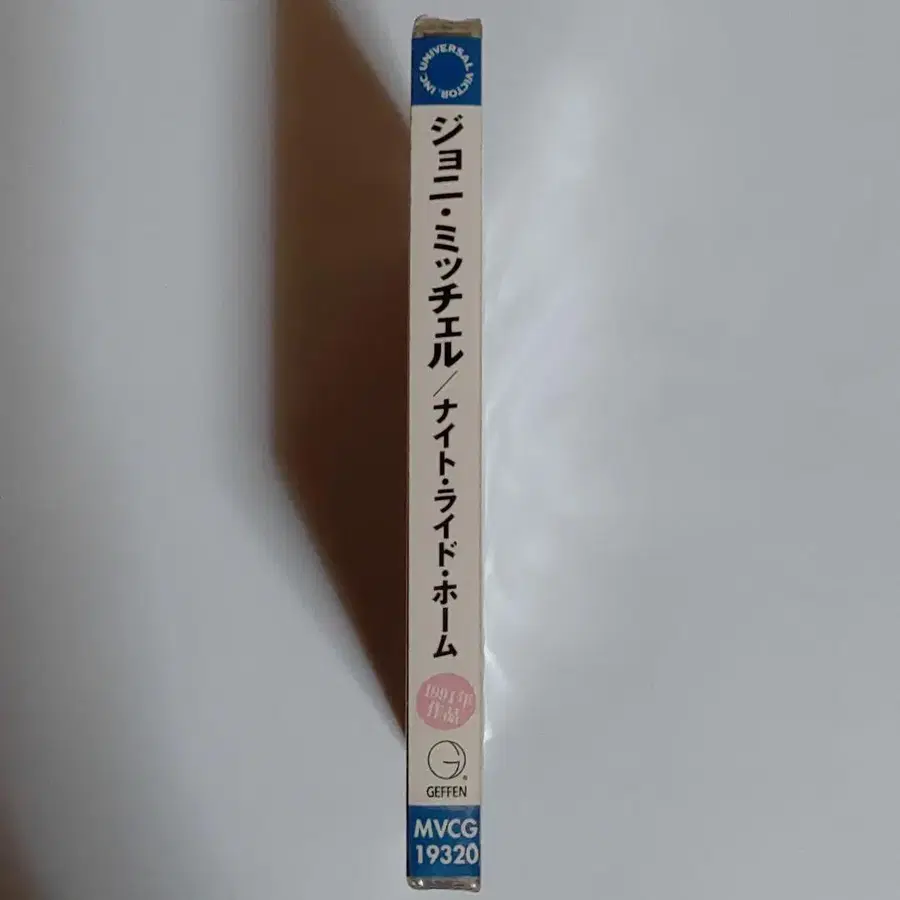 UNIVERSAL VICTOR, INC.
ジョニ・ミッチェル/ナイト・ライド・ホーム
1991年
作品
G®
GEFFEN
MVCG
19320